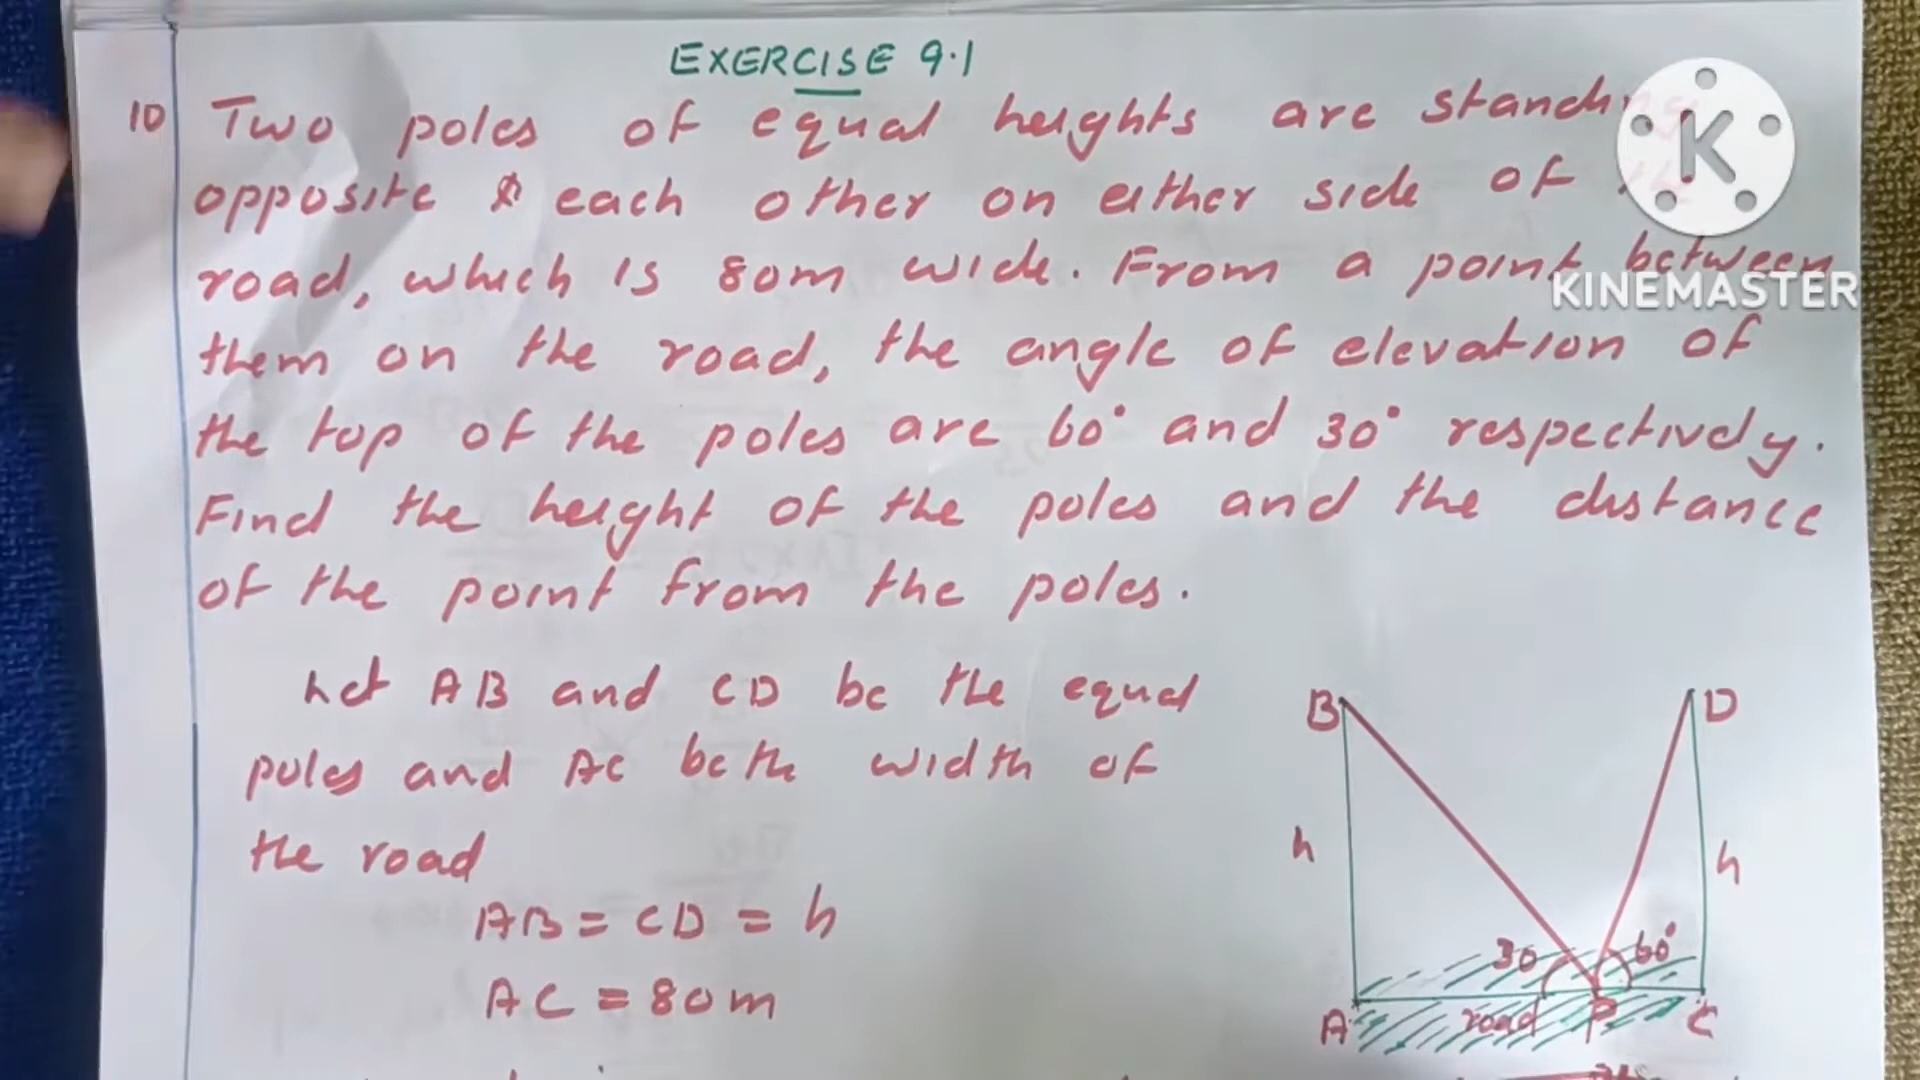 EXERCISE 9.1
10 Two poles of equal heights are standing
opposite each other on either side of
road, which is 80m wide. From a point between
them on the road, the angle of elevation of
the top of the poles are 60° and 30° respectively.
Find the height of the poles and the distance
of the point from the poles.
Let AB and CD be the equal
poles and AC be the width of
the road
AB = CD = h
AC = 80m
B D
h h
30 60°
A road P C
K
KINEMASTER